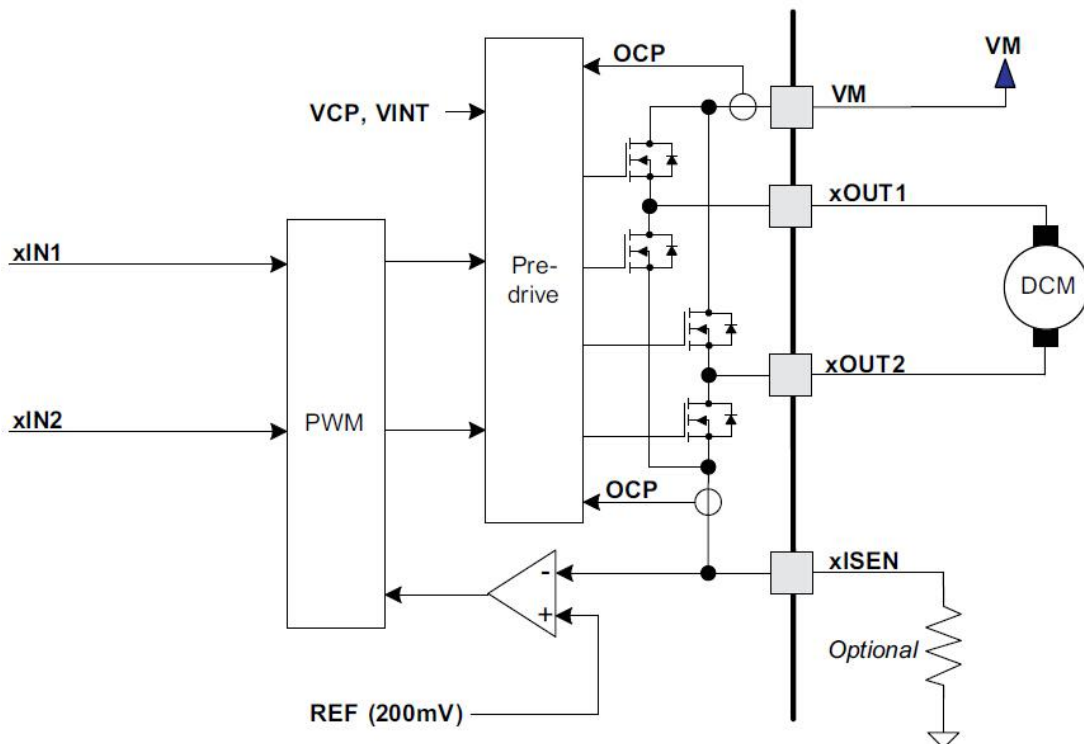 OCP
VM
VM
VCP, VINT
xOUT1
xIN1
Pre-
drive
DCM
xOUT2
xIN2
PWM
OCP
xISEN
-
+
Optional
REF (200mV)